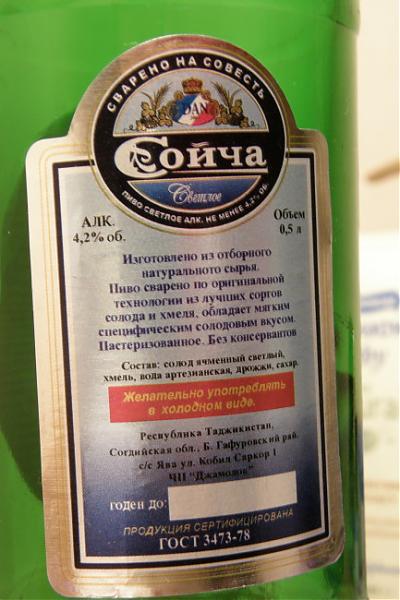 СВАРЕНО НА СОВЕСТЬ
Сойча
Светлое
ПИВО СВЕТЛОЕ АЛК. НЕ МЕНЕЕ 4,2% ОБ.
АЛК.
4,2% об.
Объем
0,5 л
Изготовлено из отборного
натурального сырья.
Пиво сварено по оригинальной
технологии из лучших сортов
солода и хмеля, обладает мягким
специфическим солодовым вкусом.
Пастеризованное. Без консервантов
Состав: солод ячменный светлый,
хмель, вода артезианская, дрожжи, сахар.
Желательно употреблять
в холодном виде.
Республика Таджикистан,
Согдийская обл., Б. Гафуровский рай.
с/с Ява ул. Кобил Саркор 1
ЧП "Джамолов"
годен до:
ПРОДУКЦИЯ СЕРТИФИЦИРОВАНА
ГОСТ 3473-78